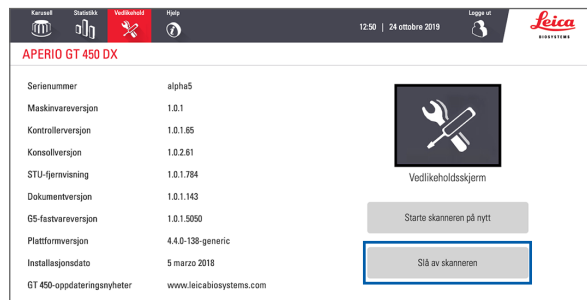 Karusell Statistikk Vedlikehold Hjelp 12:50 | 24 ottobre 2019 Logge ut
Leica
BIOSYSTEMS
APERIO GT 450 DX
Serienummer alpha5
Maskinvareversjon 1.0.1
Kontrollerversjon 1.0.1.65
Konsollversjon 1.0.2.61
STU-fjernvisning 1.0.1.784
Dokumentversjon 1.0.1.143
G5-fastvareversjon 1.0.1.5050
Plattformversjon 4.4.0-138-generic
Installasjonsdato 5 marzo 2018
GT 450-oppdateringsnyheter www.leicabiosystems.com
Vedlikeholdsskjerm
Starte skanneren på nytt
Slå av skanneren